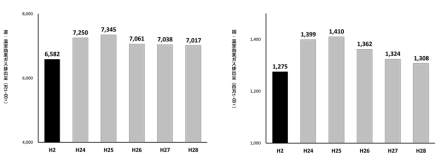 8,000
6,000
4,000
6,582
7,250
7,345
7,061
7,038
7,017
H2
H24
H25
H26
H27
H28
1,400
1,200
1,000
1,275
1,399
1,410
1,362
1,324
1,308
H2
H24
H25
H26
H27
H28